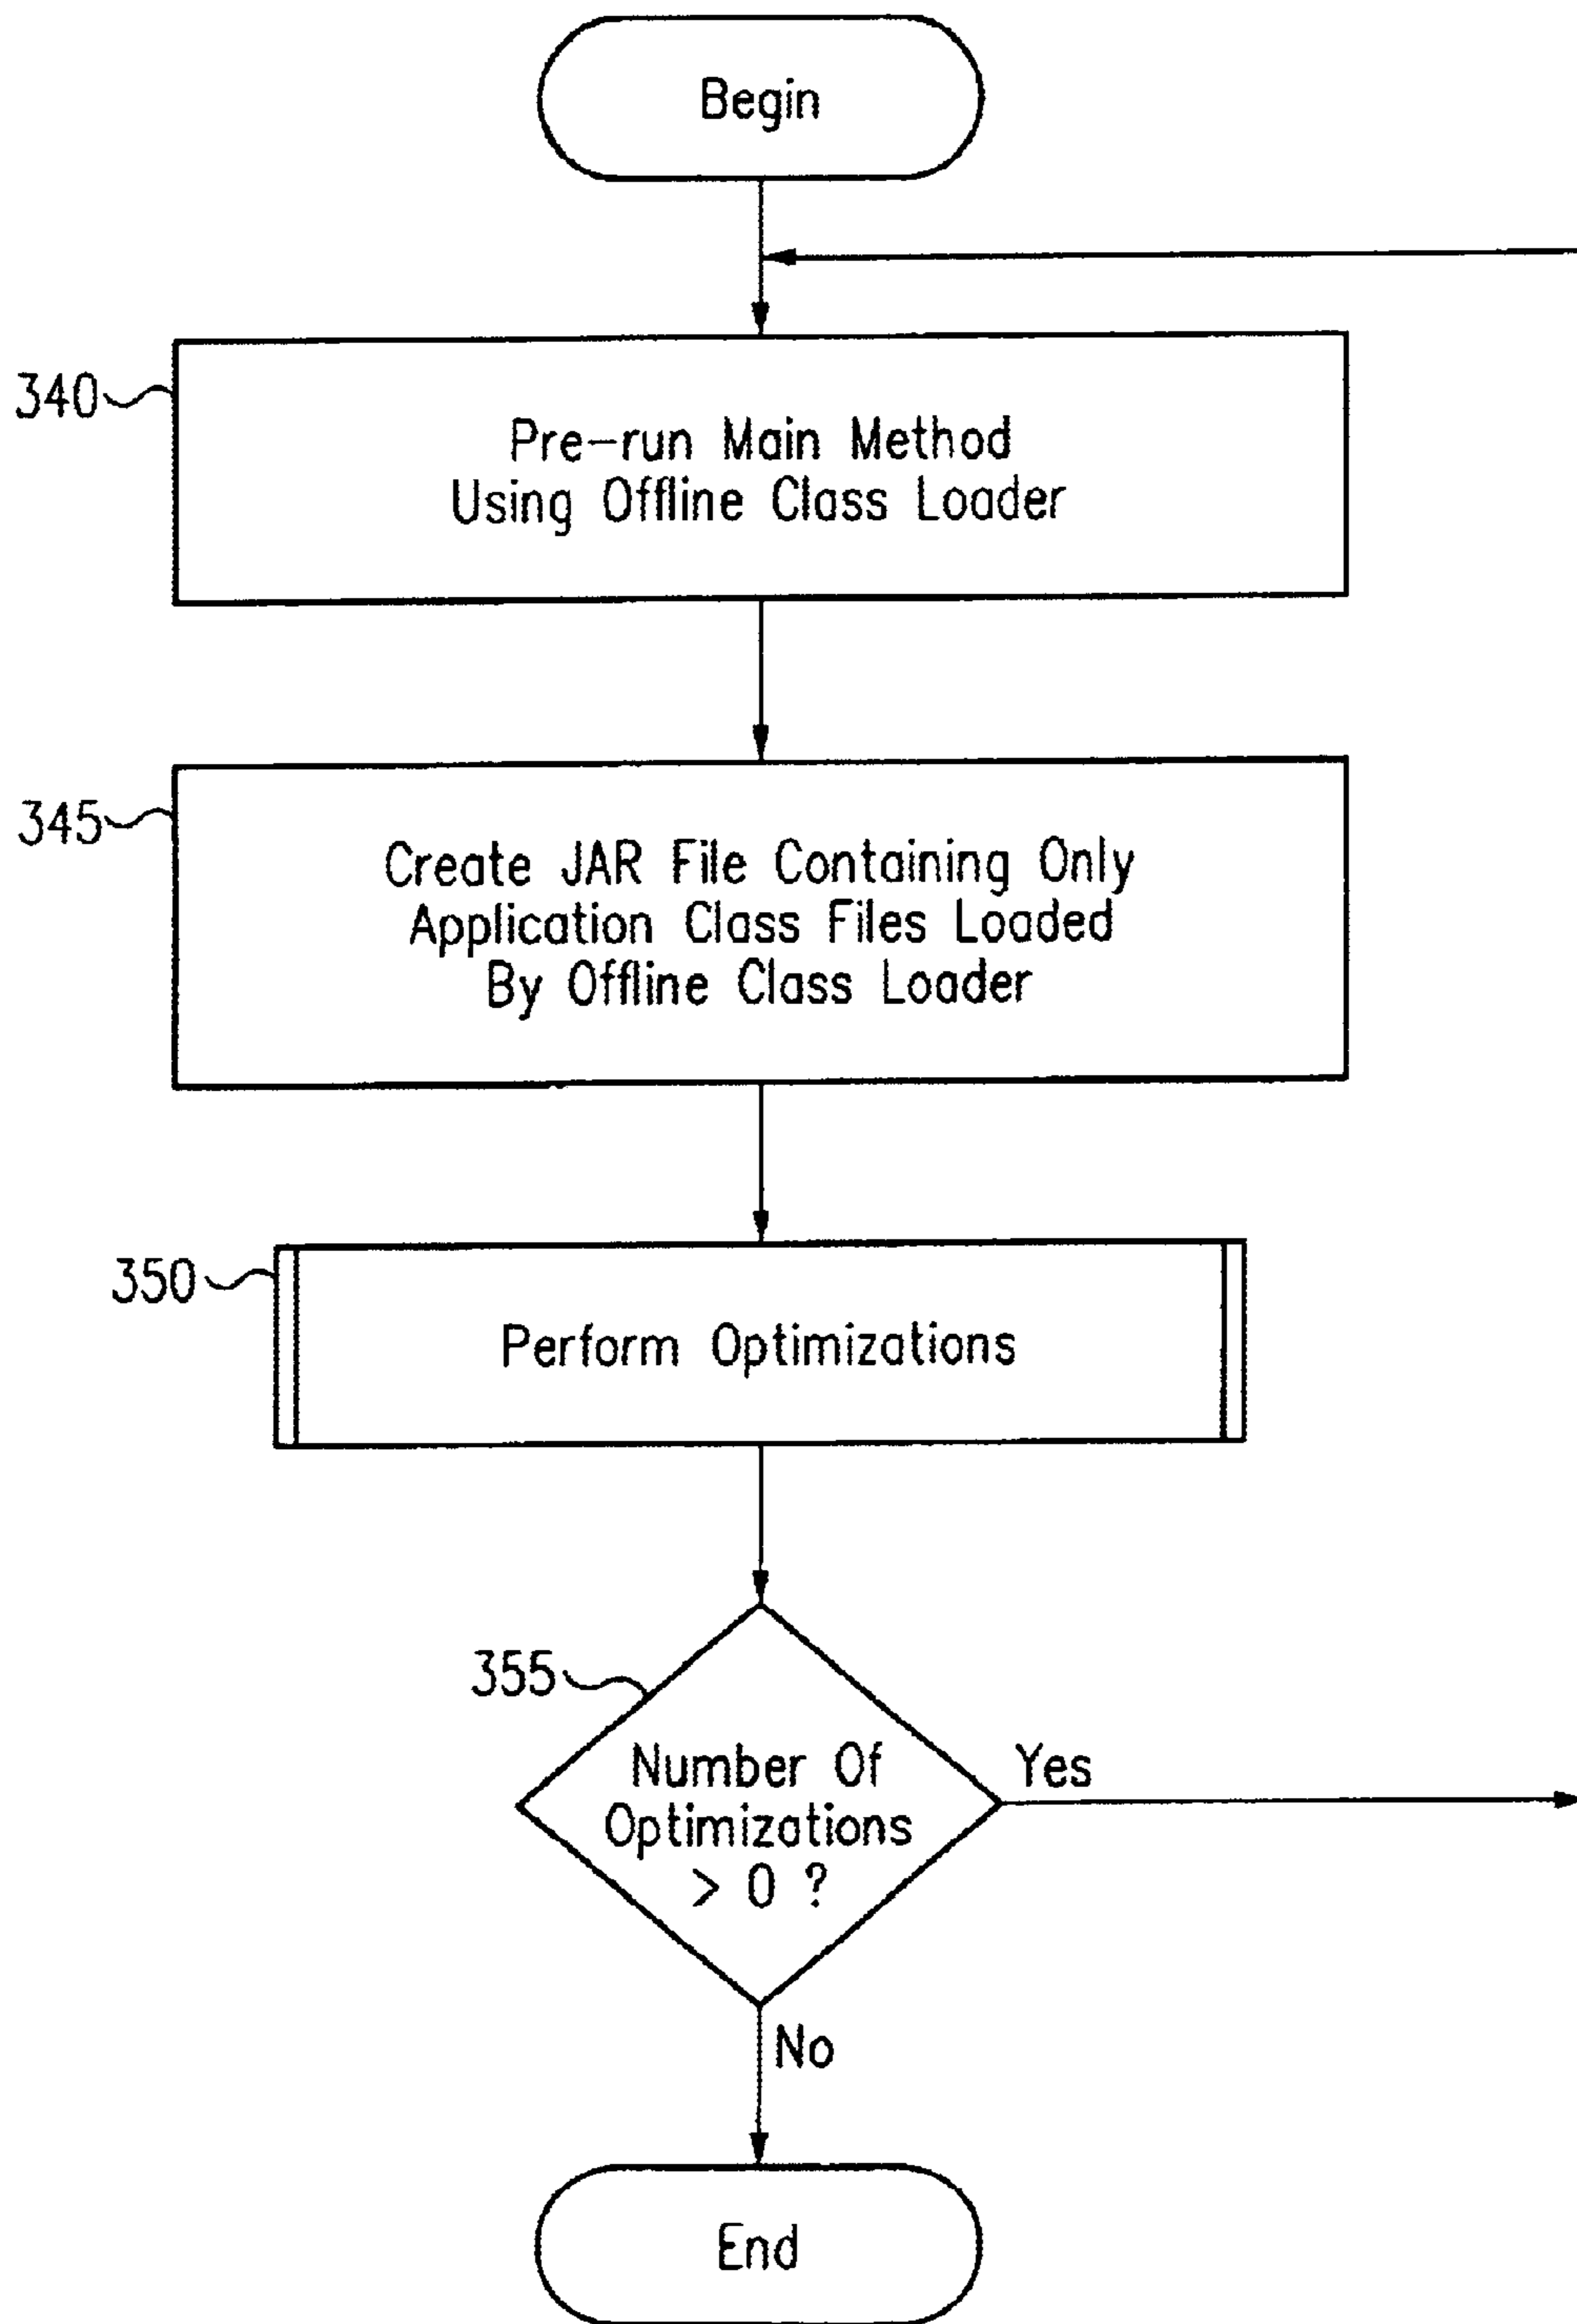 Begin
340
Pre-run Main Method
Using Offline Class Loader
345
Create JAR File Containing Only
Application Class Files Loaded
By Offline Class Loader
350
Perform Optimizations
355
Number Of
Optimizations
> 0 ?
Yes
No
End